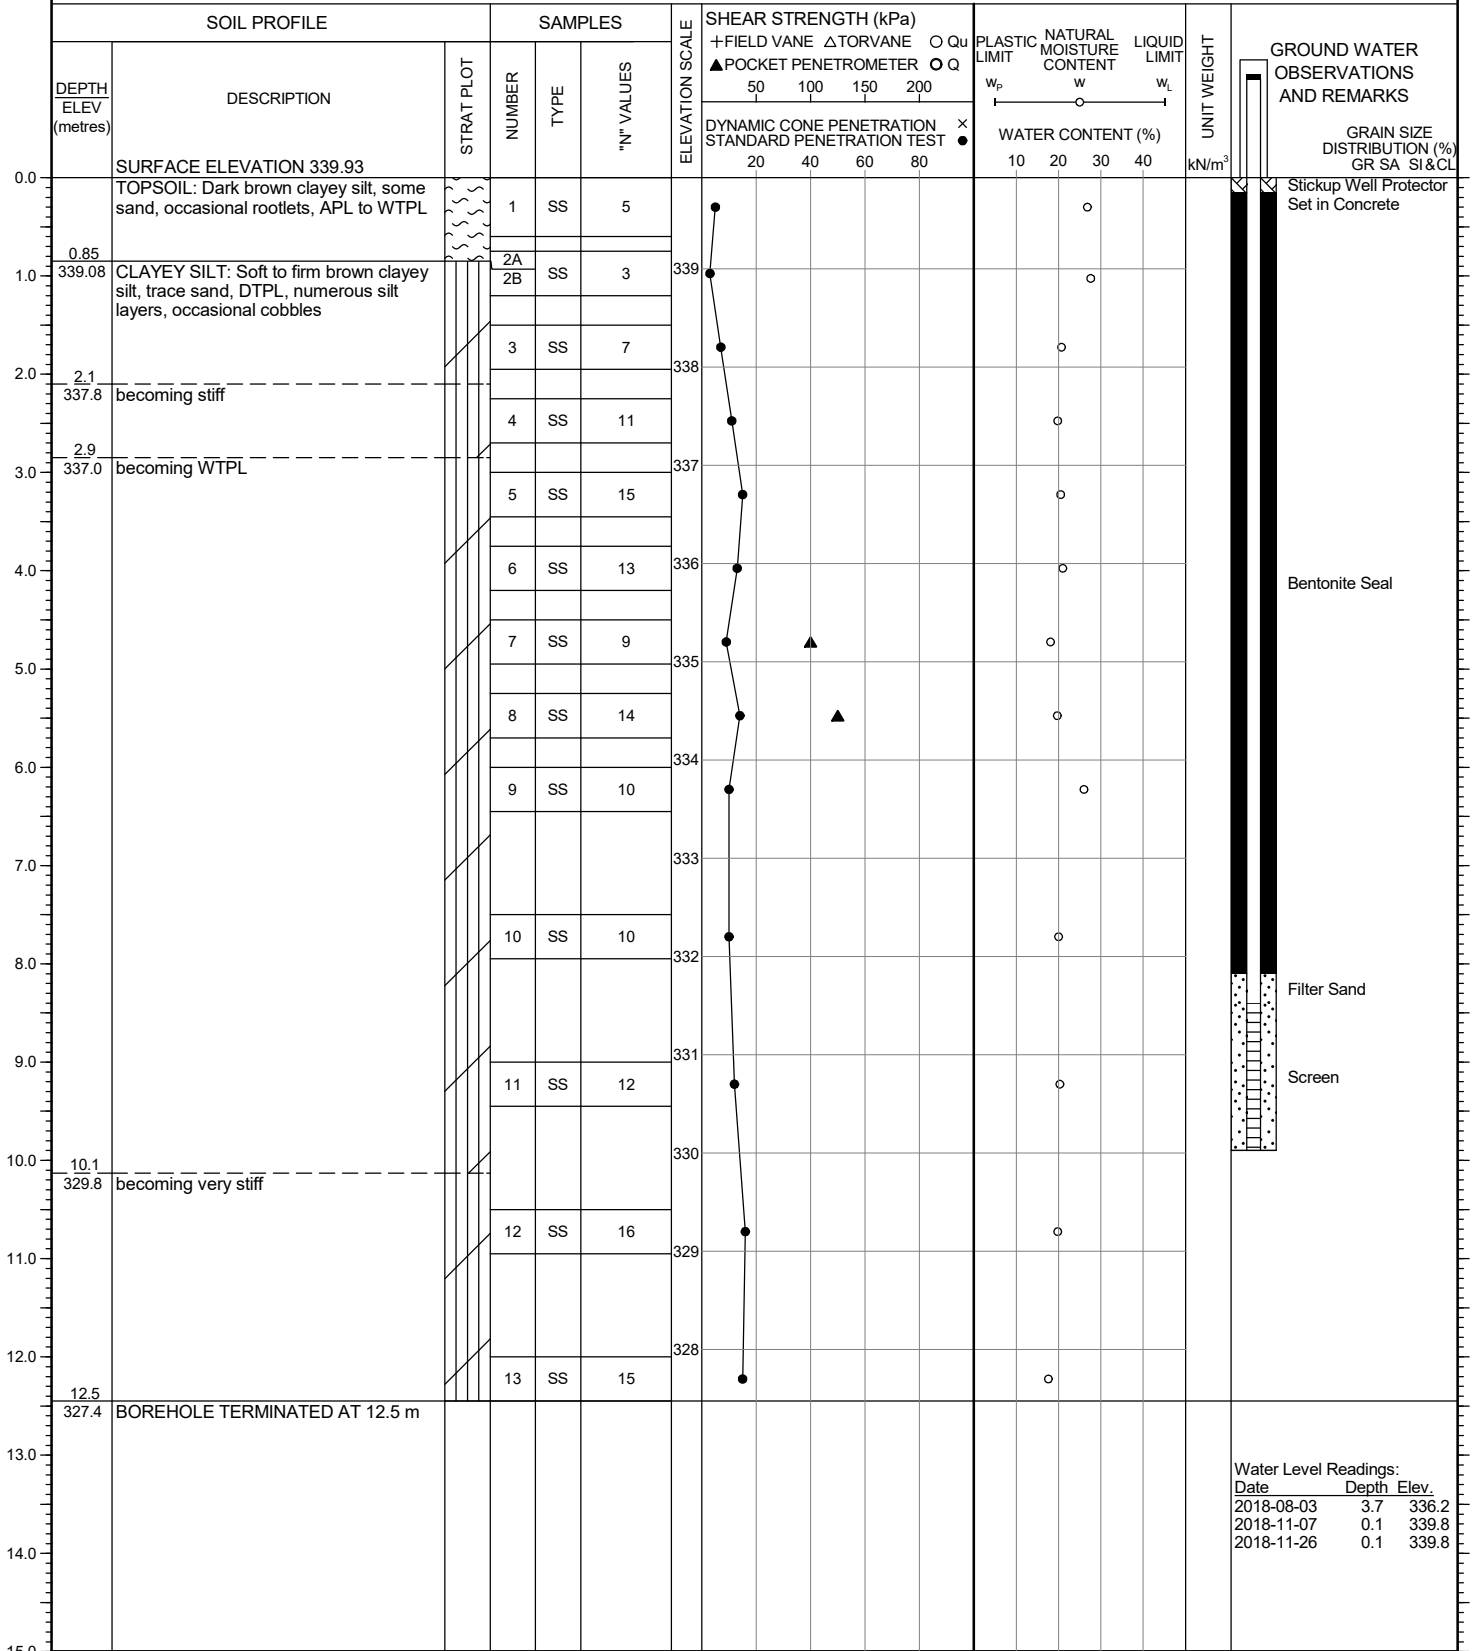 SOIL PROFILE
SAMPLES
ELEVATION SCALE
SHEAR STRENGTH (kPa)
+FIELD VANE △TORVANE ○ Qu
▲POCKET PENETROMETER O Q
50 100 150 200
DYNAMIC CONE PENETRATION ×
STANDARD PENETRATION TEST ●
20 40 60 80
PLASTIC LIMIT
NATURAL MOISTURE CONTENT
LIQUID LIMIT
wP w wL
WATER CONTENT (%)
10 20 30 40
UNIT WEIGHT
kN/m³
GROUND WATER
OBSERVATIONS
AND REMARKS
GRAIN SIZE
DISTRIBUTION (%)
GR SA SI&CL
DEPTH
ELEV
(metres)
DESCRIPTION
STRAT PLOT
NUMBER
TYPE
"N" VALUES
SURFACE ELEVATION 339.93
0.0
TOPSOIL: Dark brown clayey silt, some
sand, occasional rootlets, APL to WTPL
1 SS 5
Stickup Well Protector
Set in Concrete
0.85
339.08
CLAYEY SILT: Soft to firm brown clayey
silt, trace sand, DTPL, numerous silt
layers, occasional cobbles
1.0
2A
2B
SS 3
339
3 SS 7
338
2.0
2.1
337.8
becoming stiff
4 SS 11
2.9
337.0
becoming WTPL
337
3.0
5 SS 15
336
4.0
6 SS 13
Bentonite Seal
7 SS 9
335
5.0
8 SS 14
334
6.0
9 SS 10
333
7.0
10 SS 10
332
8.0
Filter Sand
331
9.0
11 SS 12
Screen
330
10.0
10.1
329.8
becoming very stiff
12 SS 16
329
11.0
328
12.0
13 SS 15
12.5
327.4
BOREHOLE TERMINATED AT 12.5 m
13.0
Water Level Readings:
Date Depth Elev.
2018-08-03 3.7 336.2
2018-11-07 0.1 339.8
2018-11-26 0.1 339.8
14.0
15.0